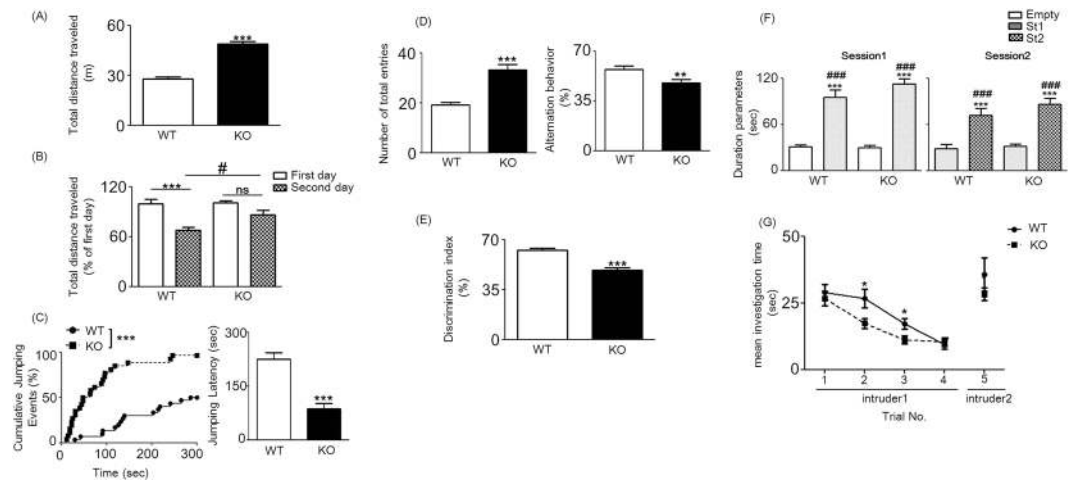 (A)
Total distance traveled
(m)
60
30
0
***
WT
KO
(B)
#
***
ns
First day
Second day
Total distance traveled
(% of first day)
120
90
60
0
WT
KO
(C)
WT
KO
***
Cumulative Jumping
Events (%)
100
50
0
0 100 200 300
Time (sec)
Jumping Latency (sec)
300
150
0
***
WT
KO
(D)
Number of total entries
40
20
0
***
WT
KO
Alternation behavior
(%)
70
35
0
**
WT
KO
(E)
Discrimination index
(%)
70
35
0
***
WT
KO
(F)
Empty
St1
St2
Session1
Session2
Duration parameters
(sec)
120
60
0
###
***
###
***
###
***
###
***
WT
KO
WT
KO
(G)
WT
KO
mean investigation time
(sec)
50
25
0
*
*
1 2 3 4 5
intruder1 intruder2
Trial No.